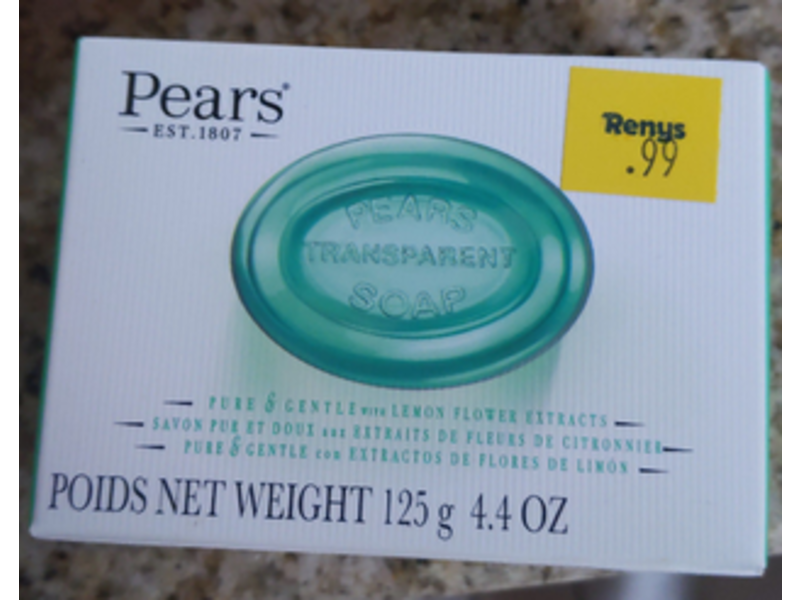 Pears®
EST. 1807
Renys
.99
PEARS
TRANSPARENT
SOAP
PURE & GENTLE WITH LEMON FLOWER EXTRACTS
SAVON PUR ET DOUX aux EXTRAITS DE FLEURS DE CITRONNIER
PURE & GENTLE con EXTRACTOS DE FLORES DE LIMÓN
POIDS NET WEIGHT 125 g 4.4 OZ